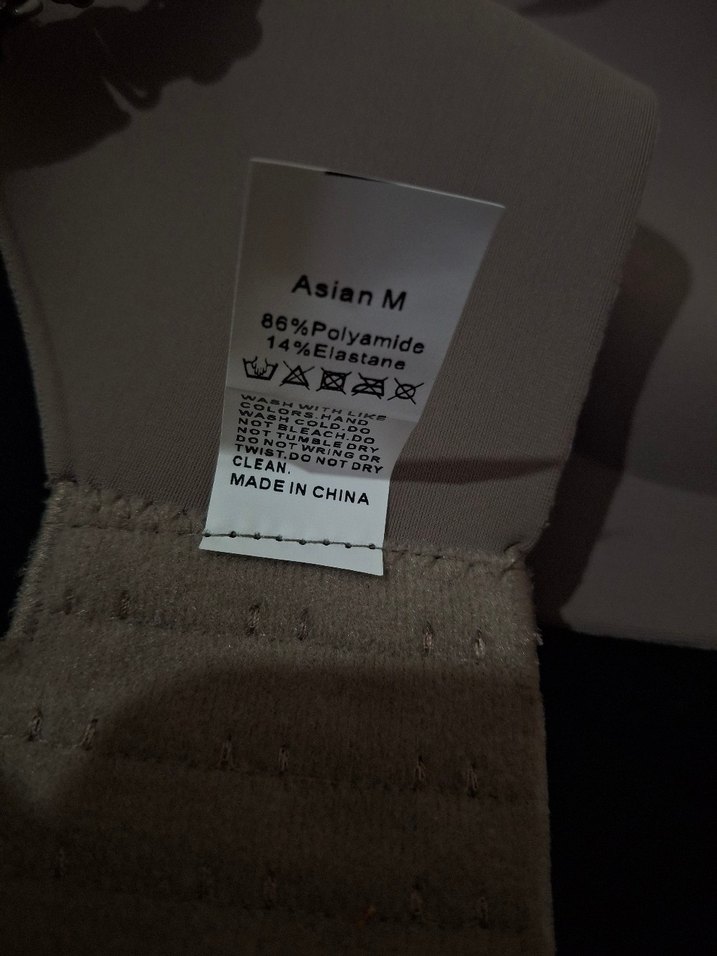 Asian M
86%Polyamide
14%Elastane
WASH WITH LIKE
COLORS.HAND
WASH COLD.DO
NOT BLEACH.DO
NOT TUMBLE DRY
DO NOT WRING OR
TWIST.DO NOT DRY
CLEAN.
MADE IN CHINA